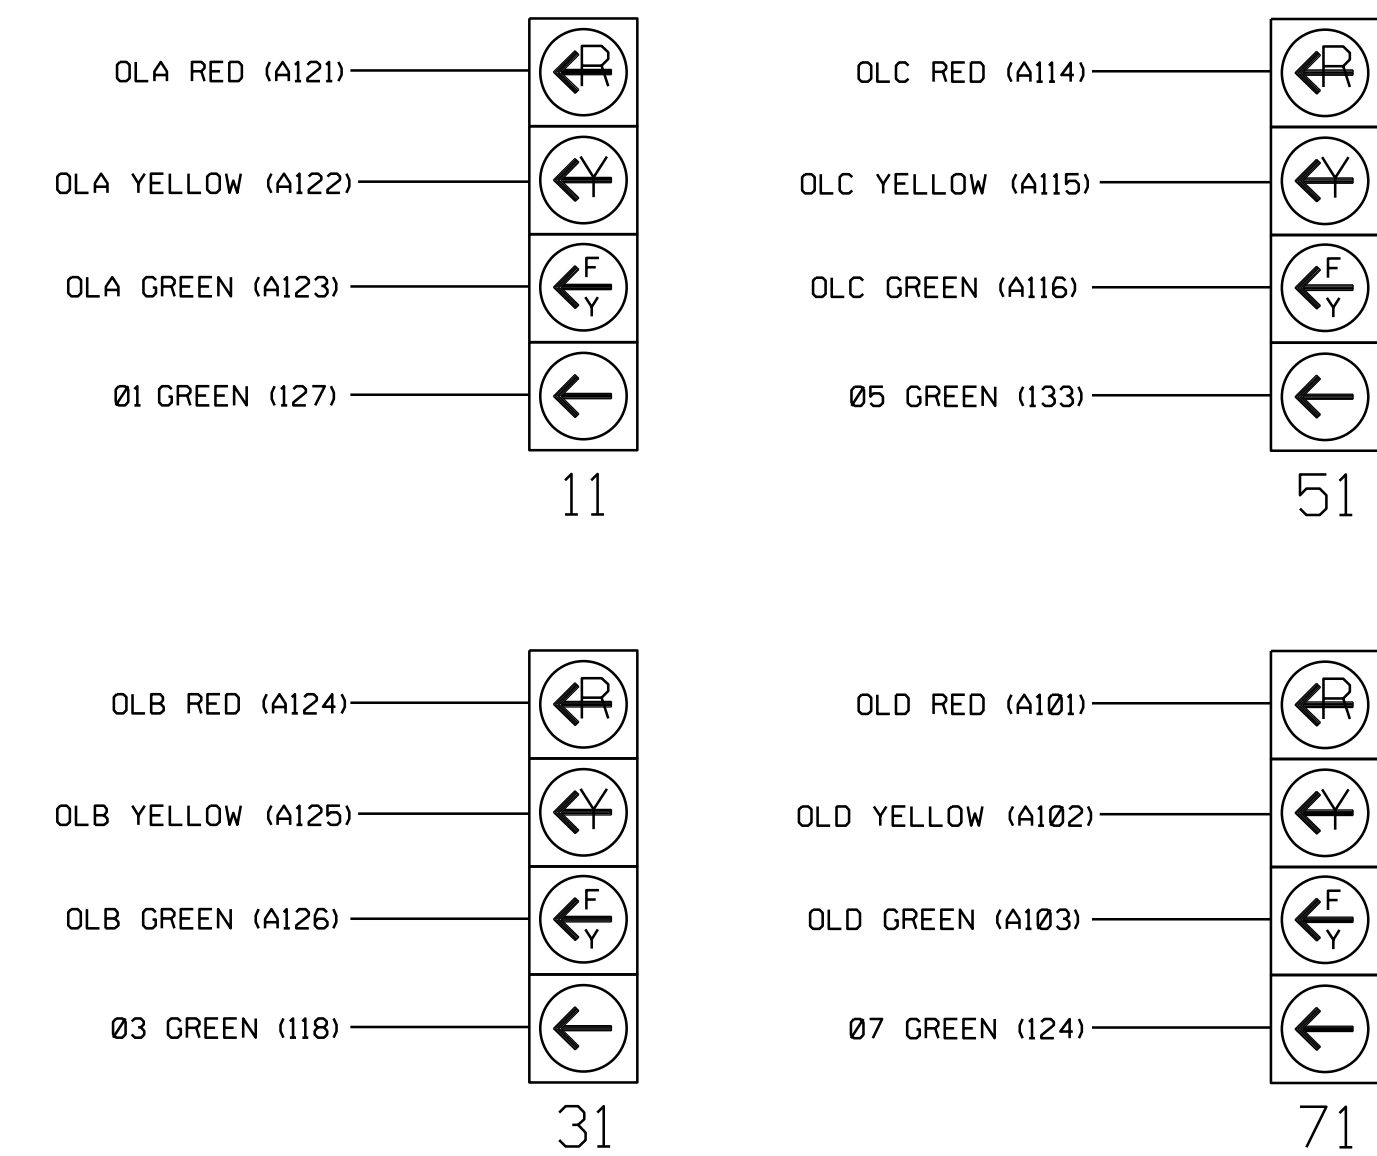 OLA RED (A121)
R
OLA YELLOW (A122)
Y
OLA GREEN (A123)
F
Y
Ø1 GREEN (127)
11
OLC RED (A114)
R
OLC YELLOW (A115)
Y
OLC GREEN (A116)
F
Y
Ø5 GREEN (133)
51
OLB RED (A124)
R
OLB YELLOW (A125)
Y
OLB GREEN (A126)
F
Y
Ø3 GREEN (118)
31
OLD RED (A1Ø1)
R
OLD YELLOW (A1Ø2)
Y
OLD GREEN (A1Ø3)
F
Y
Ø7 GREEN (124)
71